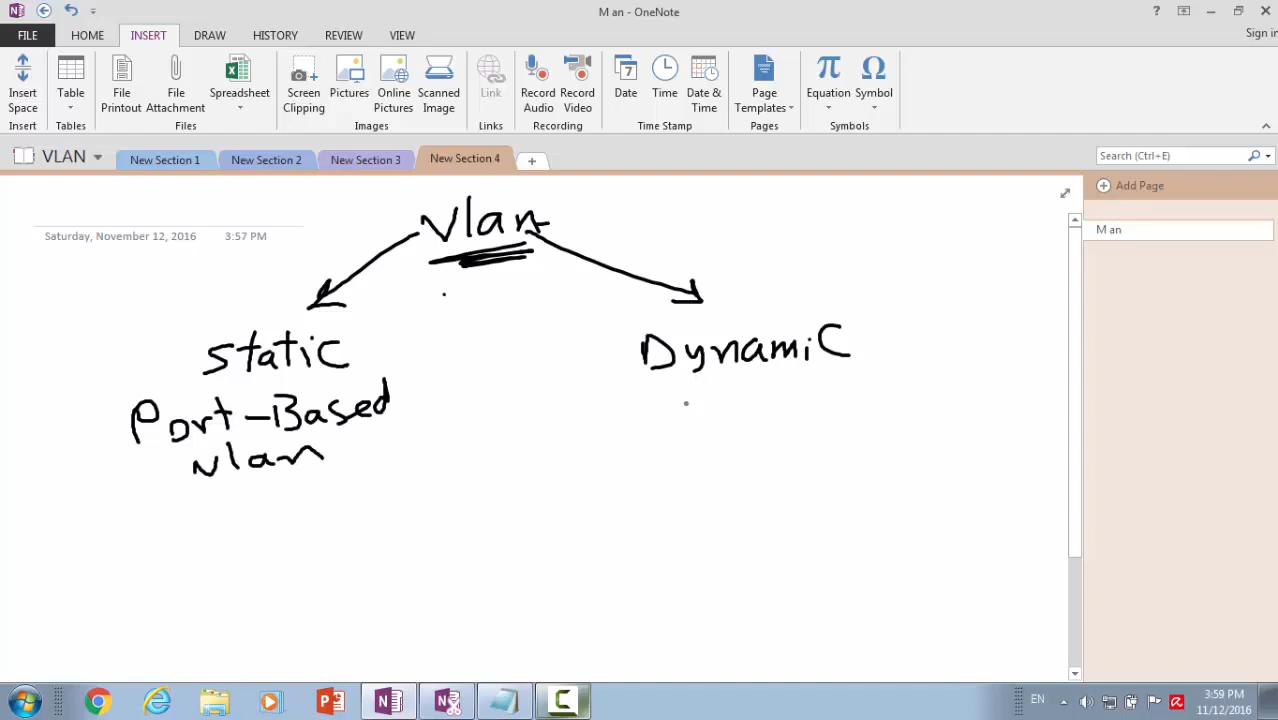 M an - OneNote
FILE HOME INSERT DRAW HISTORY REVIEW VIEW
Sign in
Insert Space
Table
File Printout
File Attachment
Spreadsheet
Screen Clipping
Pictures
Online Pictures
Scanned Image
Link
Record Audio
Record Video
Date
Time
Date & Time
Page Templates
Equation
Symbol
Insert Tables Files Images Links Recording Time Stamp Pages Symbols
VLAN New Section 1 New Section 2 New Section 3 New Section 4
Search (Ctrl+E)
Add Page
M an
Saturday, November 12, 2016 3:57 PM
Vlan
Static
Dynamic
Port-Based
Vlan
EN
3:59 PM
11/12/2016